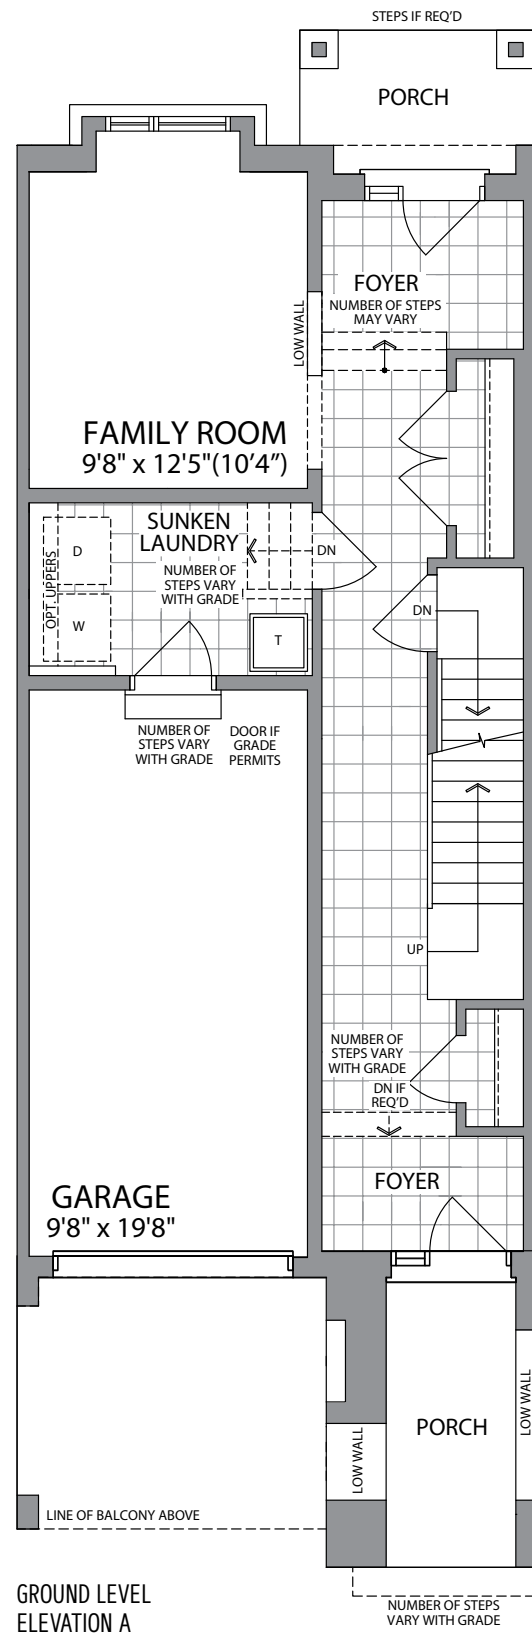 STEPS IF REQ'D
PORCH
FOYER
NUMBER OF STEPS
MAY VARY
LOW WALL
FAMILY ROOM
9'8" x 12'5"(10'4")
SUNKEN
LAUNDRY
NUMBER OF
STEPS VARY
WITH GRADE
DN
OPT. UPPERS
D
W
T
DN
NUMBER OF
STEPS VARY
WITH GRADE
DOOR IF
GRADE
PERMITS
UP
NUMBER OF
STEPS VARY
WITH GRADE
DN IF
REQ'D
FOYER
GARAGE
9'8" x 19'8"
PORCH
LOW WALL
LOW WALL
LINE OF BALCONY ABOVE
NUMBER OF STEPS
VARY WITH GRADE
GROUND LEVEL
ELEVATION A